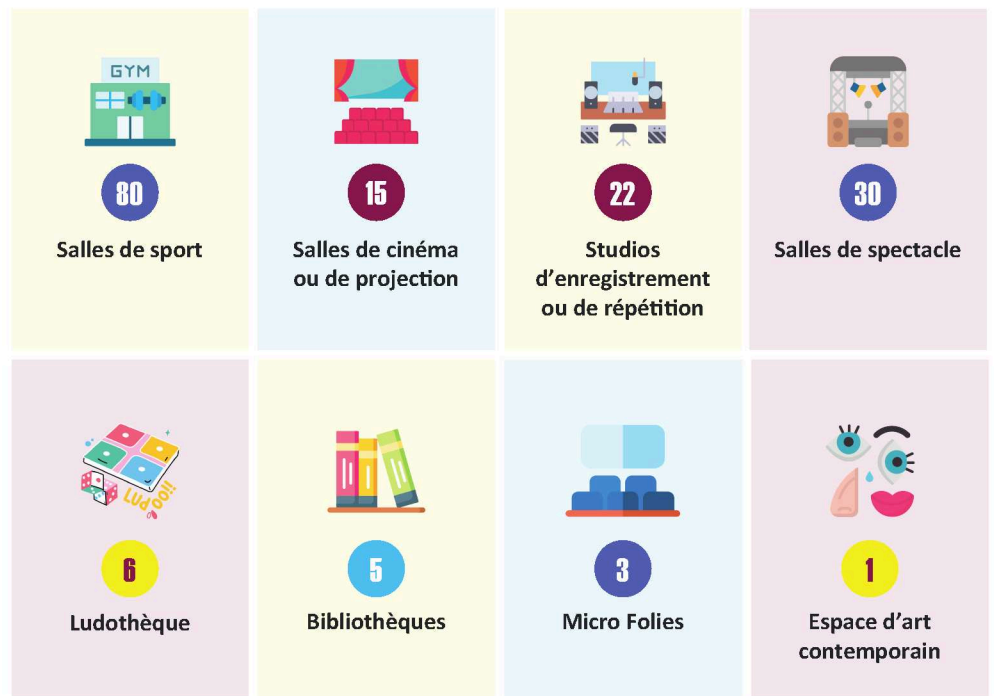 GYM
80
Salles de sport
15
Salles de cinéma
ou de projection
22
Studios
d’enregistrement
ou de répétition
30
Salles de spectacle
LUDOO!!
6
Ludothèque
5
Bibliothèques
3
Micro Folies
1
Espace d’art
contemporain